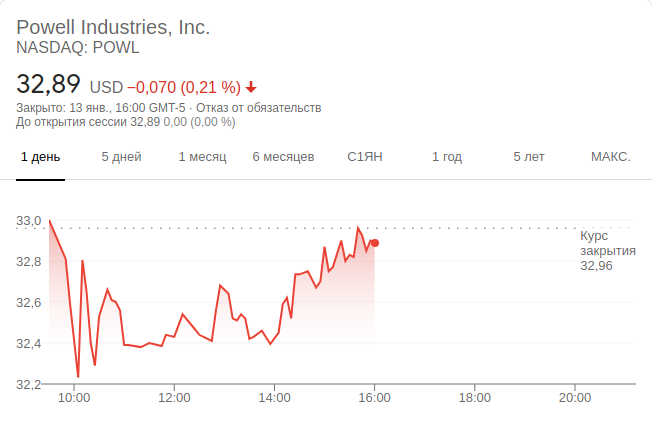 Powell Industries, Inc.
NASDAQ: POWL
32,89 USD −0,070 (0,21 %)
Закрыто: 13 янв., 16:00 GMT-5 · Отказ от обязательств
До открытия сессии 32,89 0,00 (0,00 %)
1 день 5 дней 1 месяц 6 месяцев С1ЯН 1 год 5 лет МАКС.
33,0
Курс
закрытия
32,96
32,8
32,6
32,4
32,2
10:00 12:00 14:00 16:00 18:00 20:00